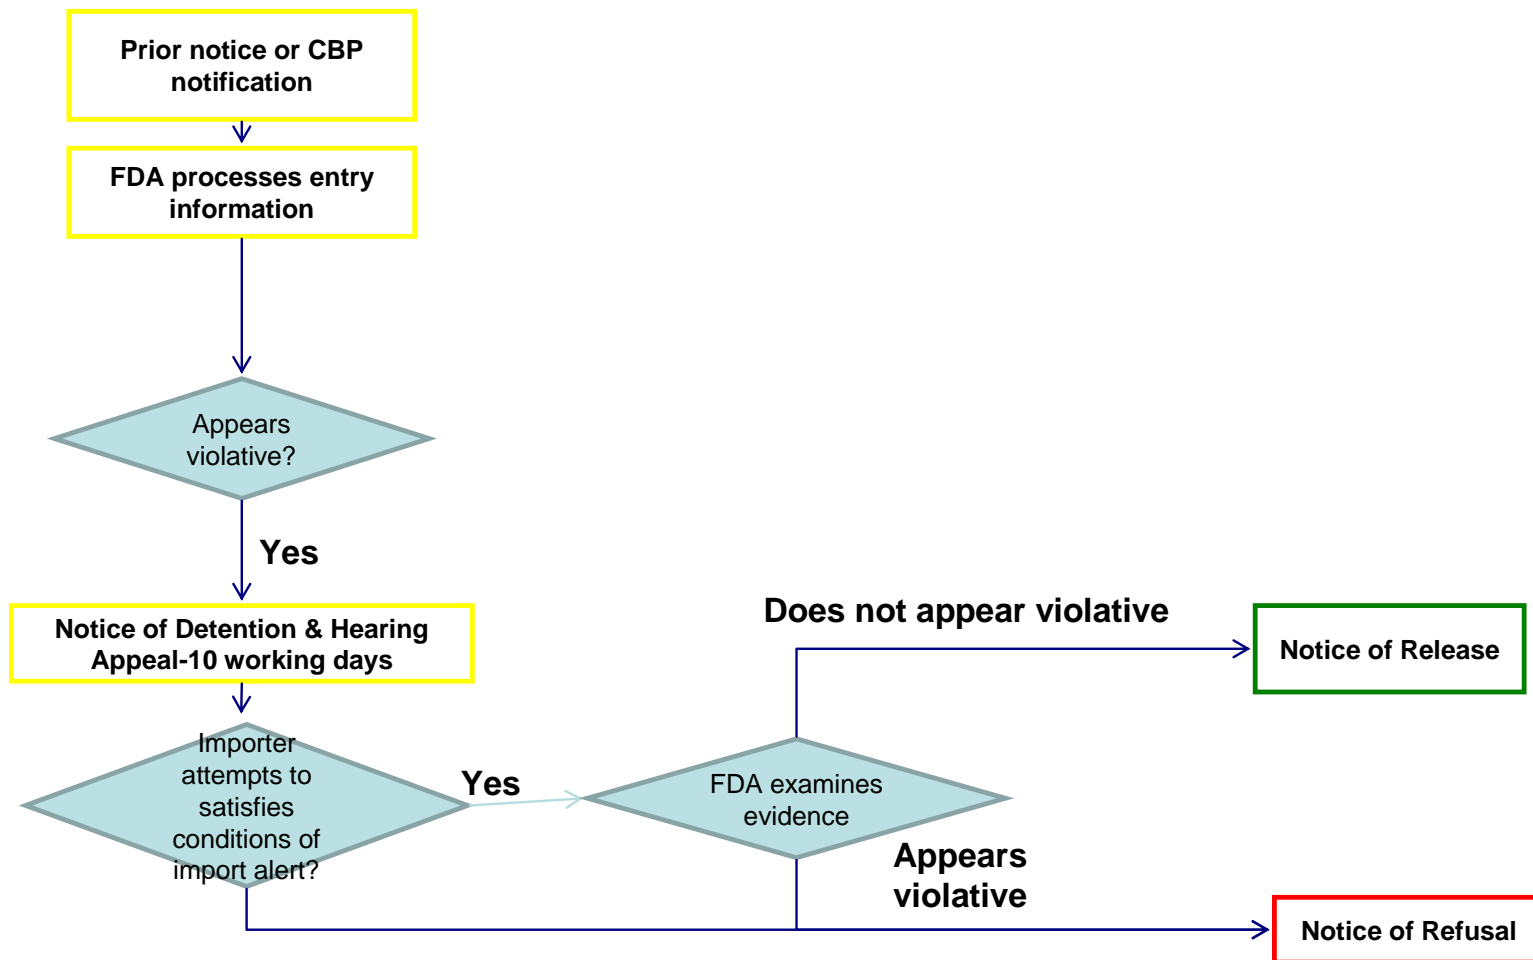 Prior notice or CBP
notification
FDA processes entry
information
Appears
violative?
Yes
Notice of Detention & Hearing
Appeal-10 working days
Does not appear violative
Notice of Release
Importer
attempts to
satisfies
conditions of
import alert?
Yes
FDA examines
evidence
Appears
violative
Notice of Refusal